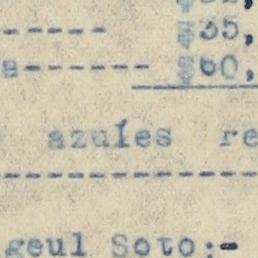 ----- $35,
s------ $60,
azules re
---------------
geul Soto:-